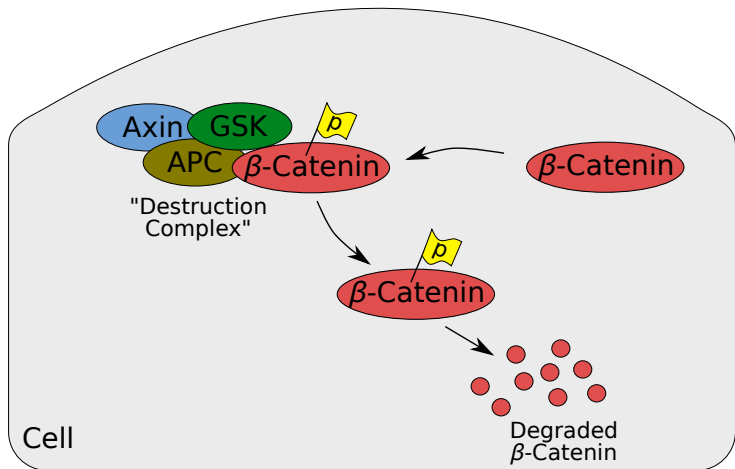 p
Axin
GSK
APC
β-Catenin
β-Catenin
"Destruction
Complex"
p
β-Catenin
Degraded
β-Catenin
Cell